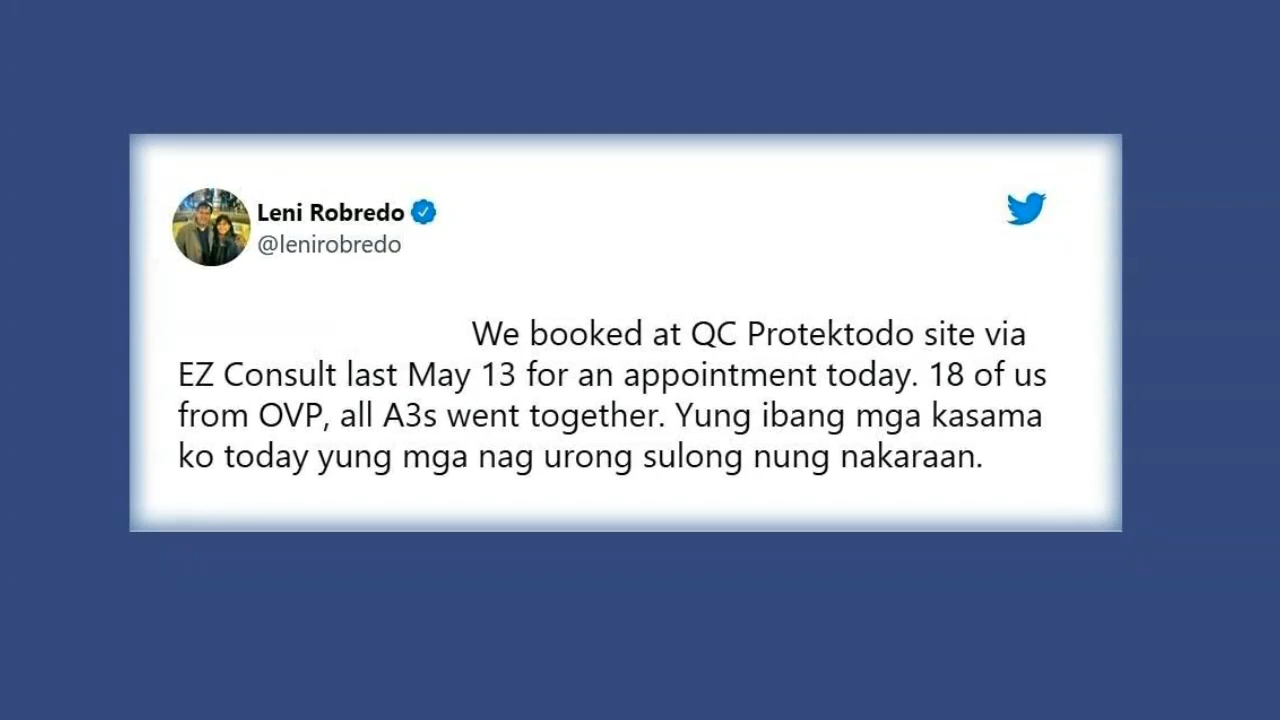 Leni Robredo
@lenirobredo
We booked at QC Protektodo site via
EZ Consult last May 13 for an appointment today. 18 of us
from OVP, all A3s went together. Yung ibang mga kasama
ko today yung mga nag urong sulong nung nakaraan.